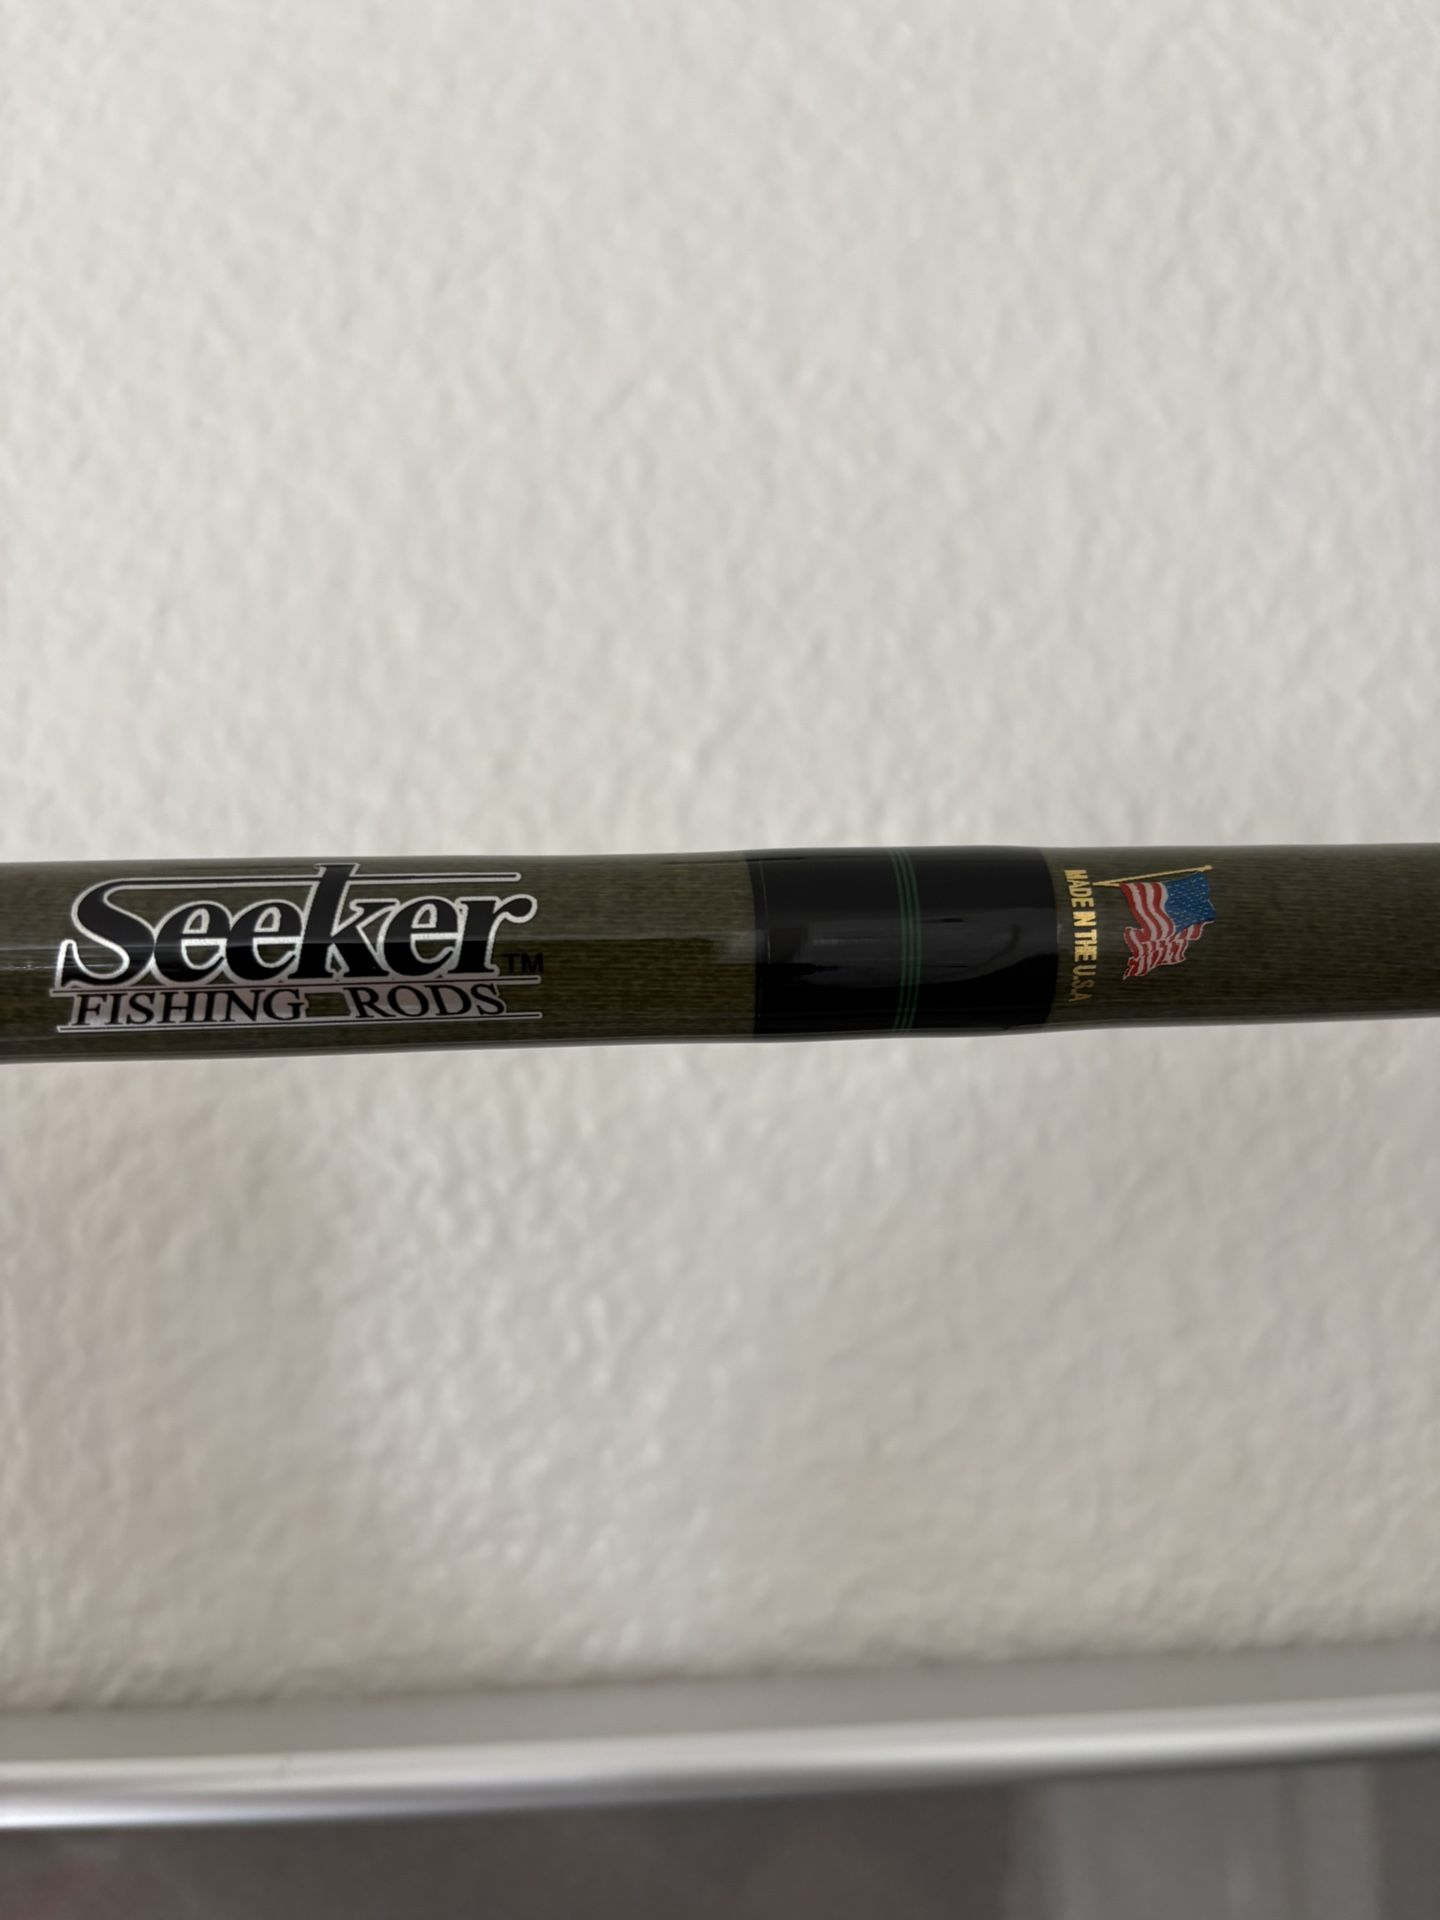 Seeker™
FISHING RODS
MADE IN THE U.S.A